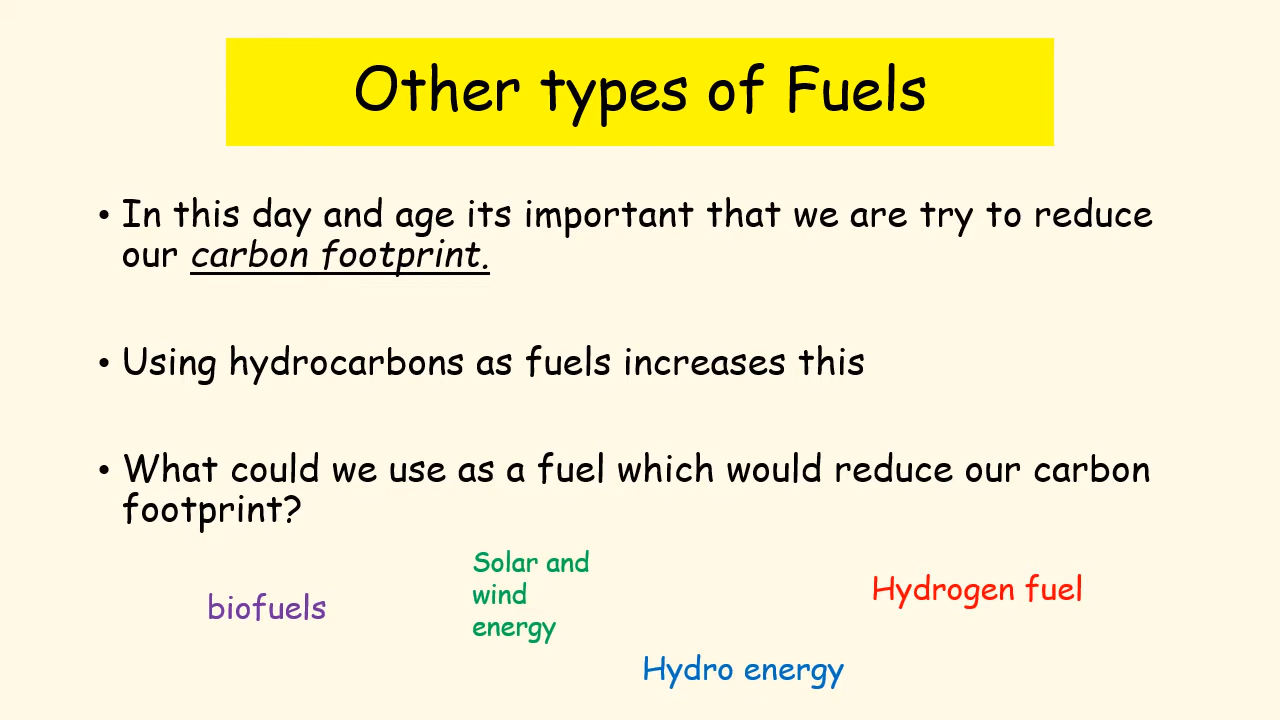 Other types of Fuels
• In this day and age its important that we are try to reduce
our carbon footprint.
• Using hydrocarbons as fuels increases this
• What could we use as a fuel which would reduce our carbon
footprint?
Solar and
wind
energy
biofuels
Hydrogen fuel
Hydro energy